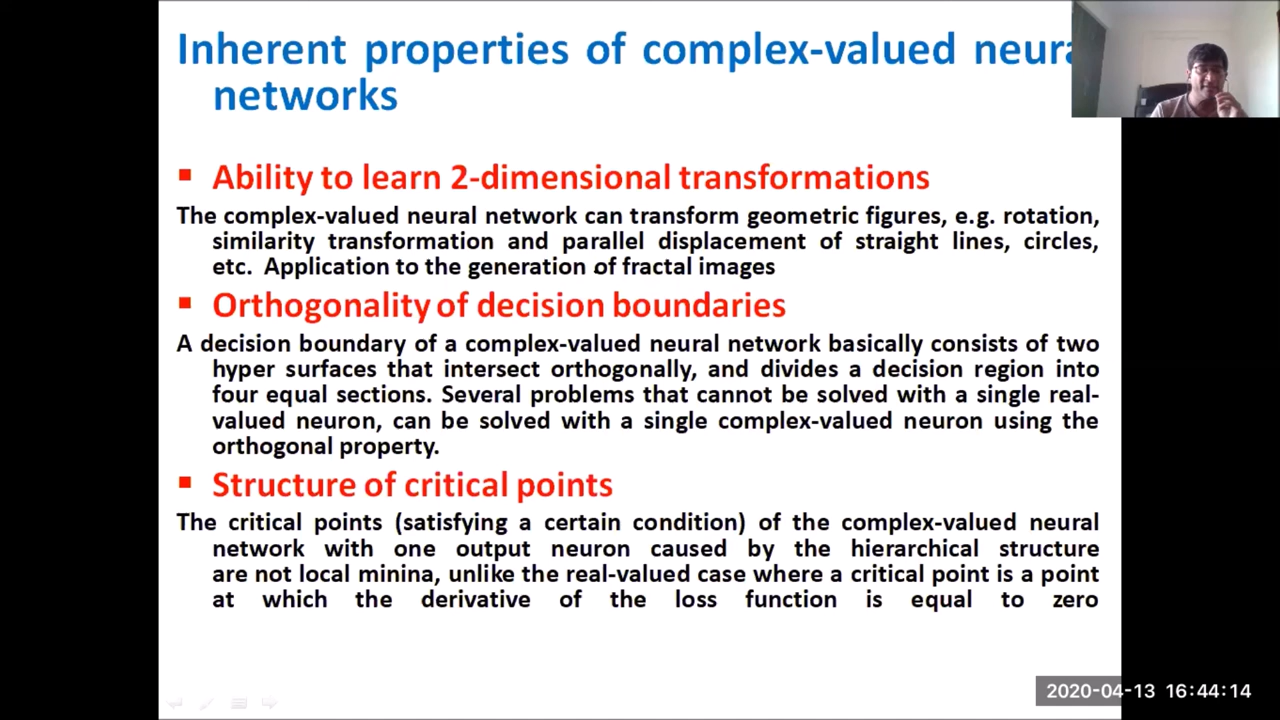 Inherent properties of complex-valued neura
networks
▪ Ability to learn 2-dimensional transformations
The complex-valued neural network can transform geometric figures, e.g. rotation,
similarity transformation and parallel displacement of straight lines, circles,
etc. Application to the generation of fractal images
▪ Orthogonality of decision boundaries
A decision boundary of a complex-valued neural network basically consists of two
hyper surfaces that intersect orthogonally, and divides a decision region into
four equal sections. Several problems that cannot be solved with a single real-
valued neuron, can be solved with a single complex-valued neuron using the
orthogonal property.
▪ Structure of critical points
The critical points (satisfying a certain condition) of the complex-valued neural
network with one output neuron caused by the hierarchical structure
are not local minina, unlike the real-valued case where a critical point is a point
at which the derivative of the loss function is equal to zero
2020-04-13 16:44:14